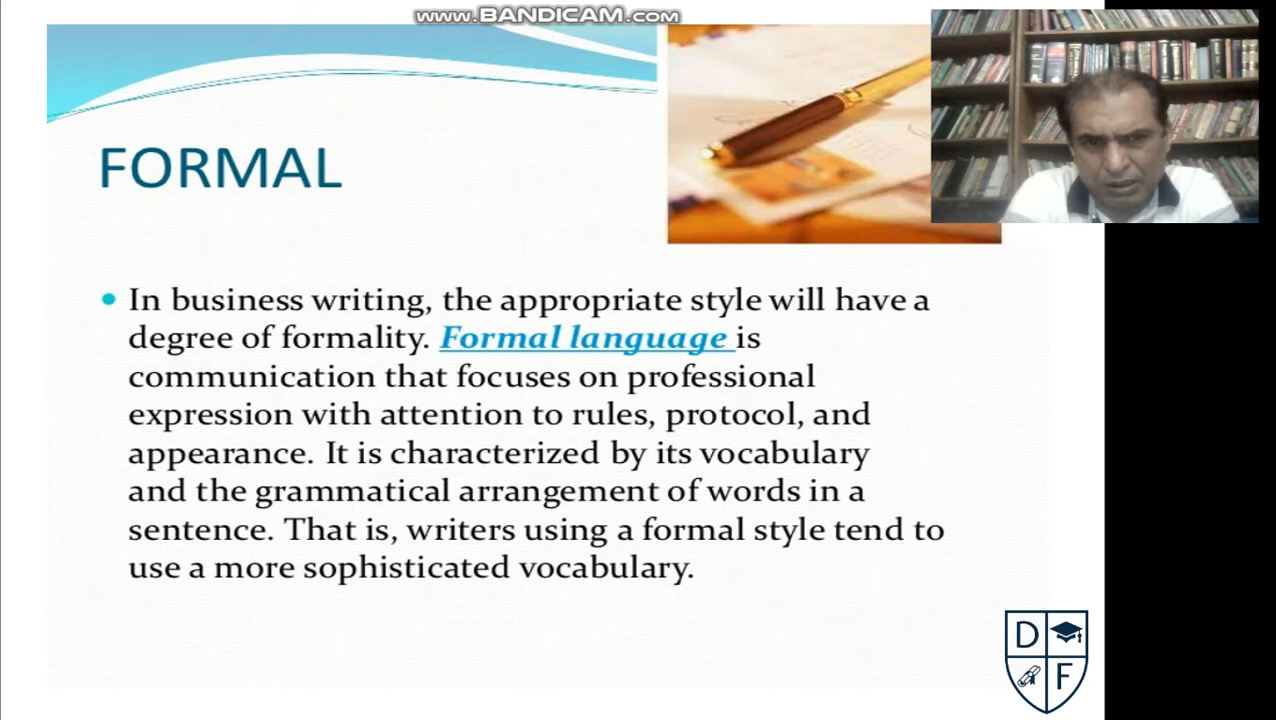 www.BANDICAM.com
FORMAL
In business writing, the appropriate style will have a
degree of formality. Formal language is
communication that focuses on professional
expression with attention to rules, protocol, and
appearance. It is characterized by its vocabulary
and the grammatical arrangement of words in a
sentence. That is, writers using a formal style tend to
use a more sophisticated vocabulary.
D
F